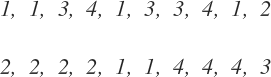 1, 1, 3, 4, 1, 3, 3, 4, 1, 2
2, 2, 2, 2, 1, 1, 4, 4, 4, 3